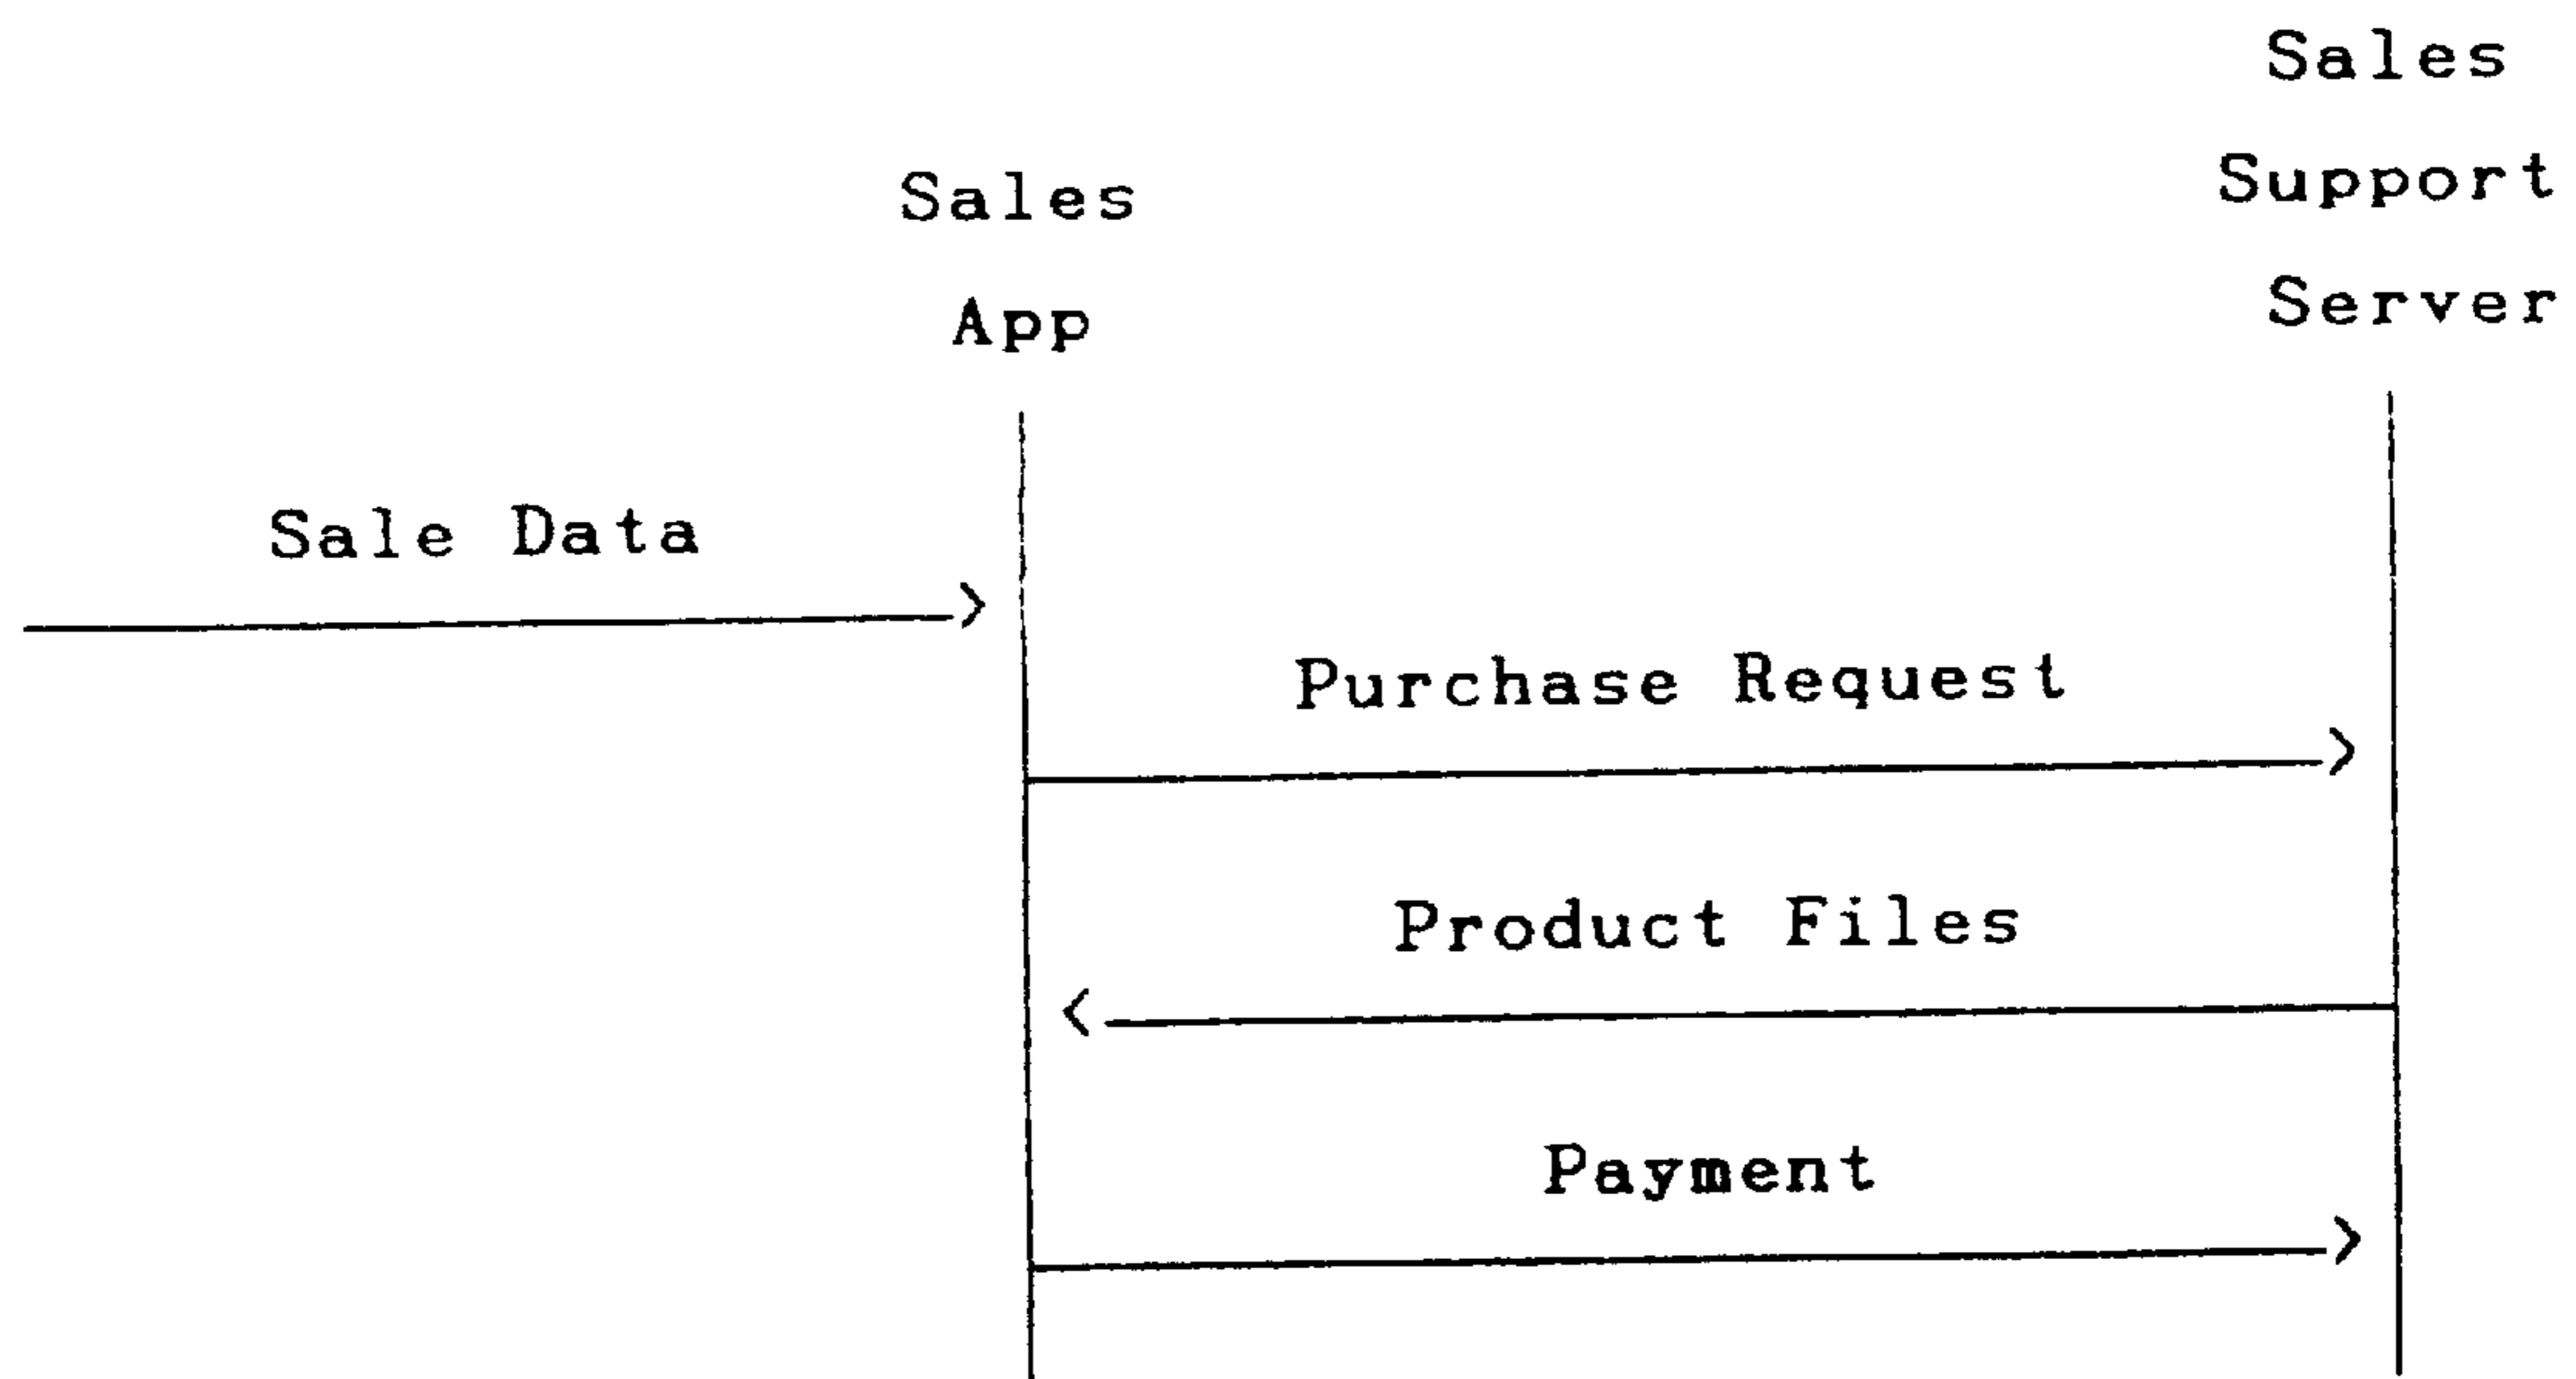 Sales
Support
Server
Sales
App
Sale Data
Purchase Request
Product Files
Payment